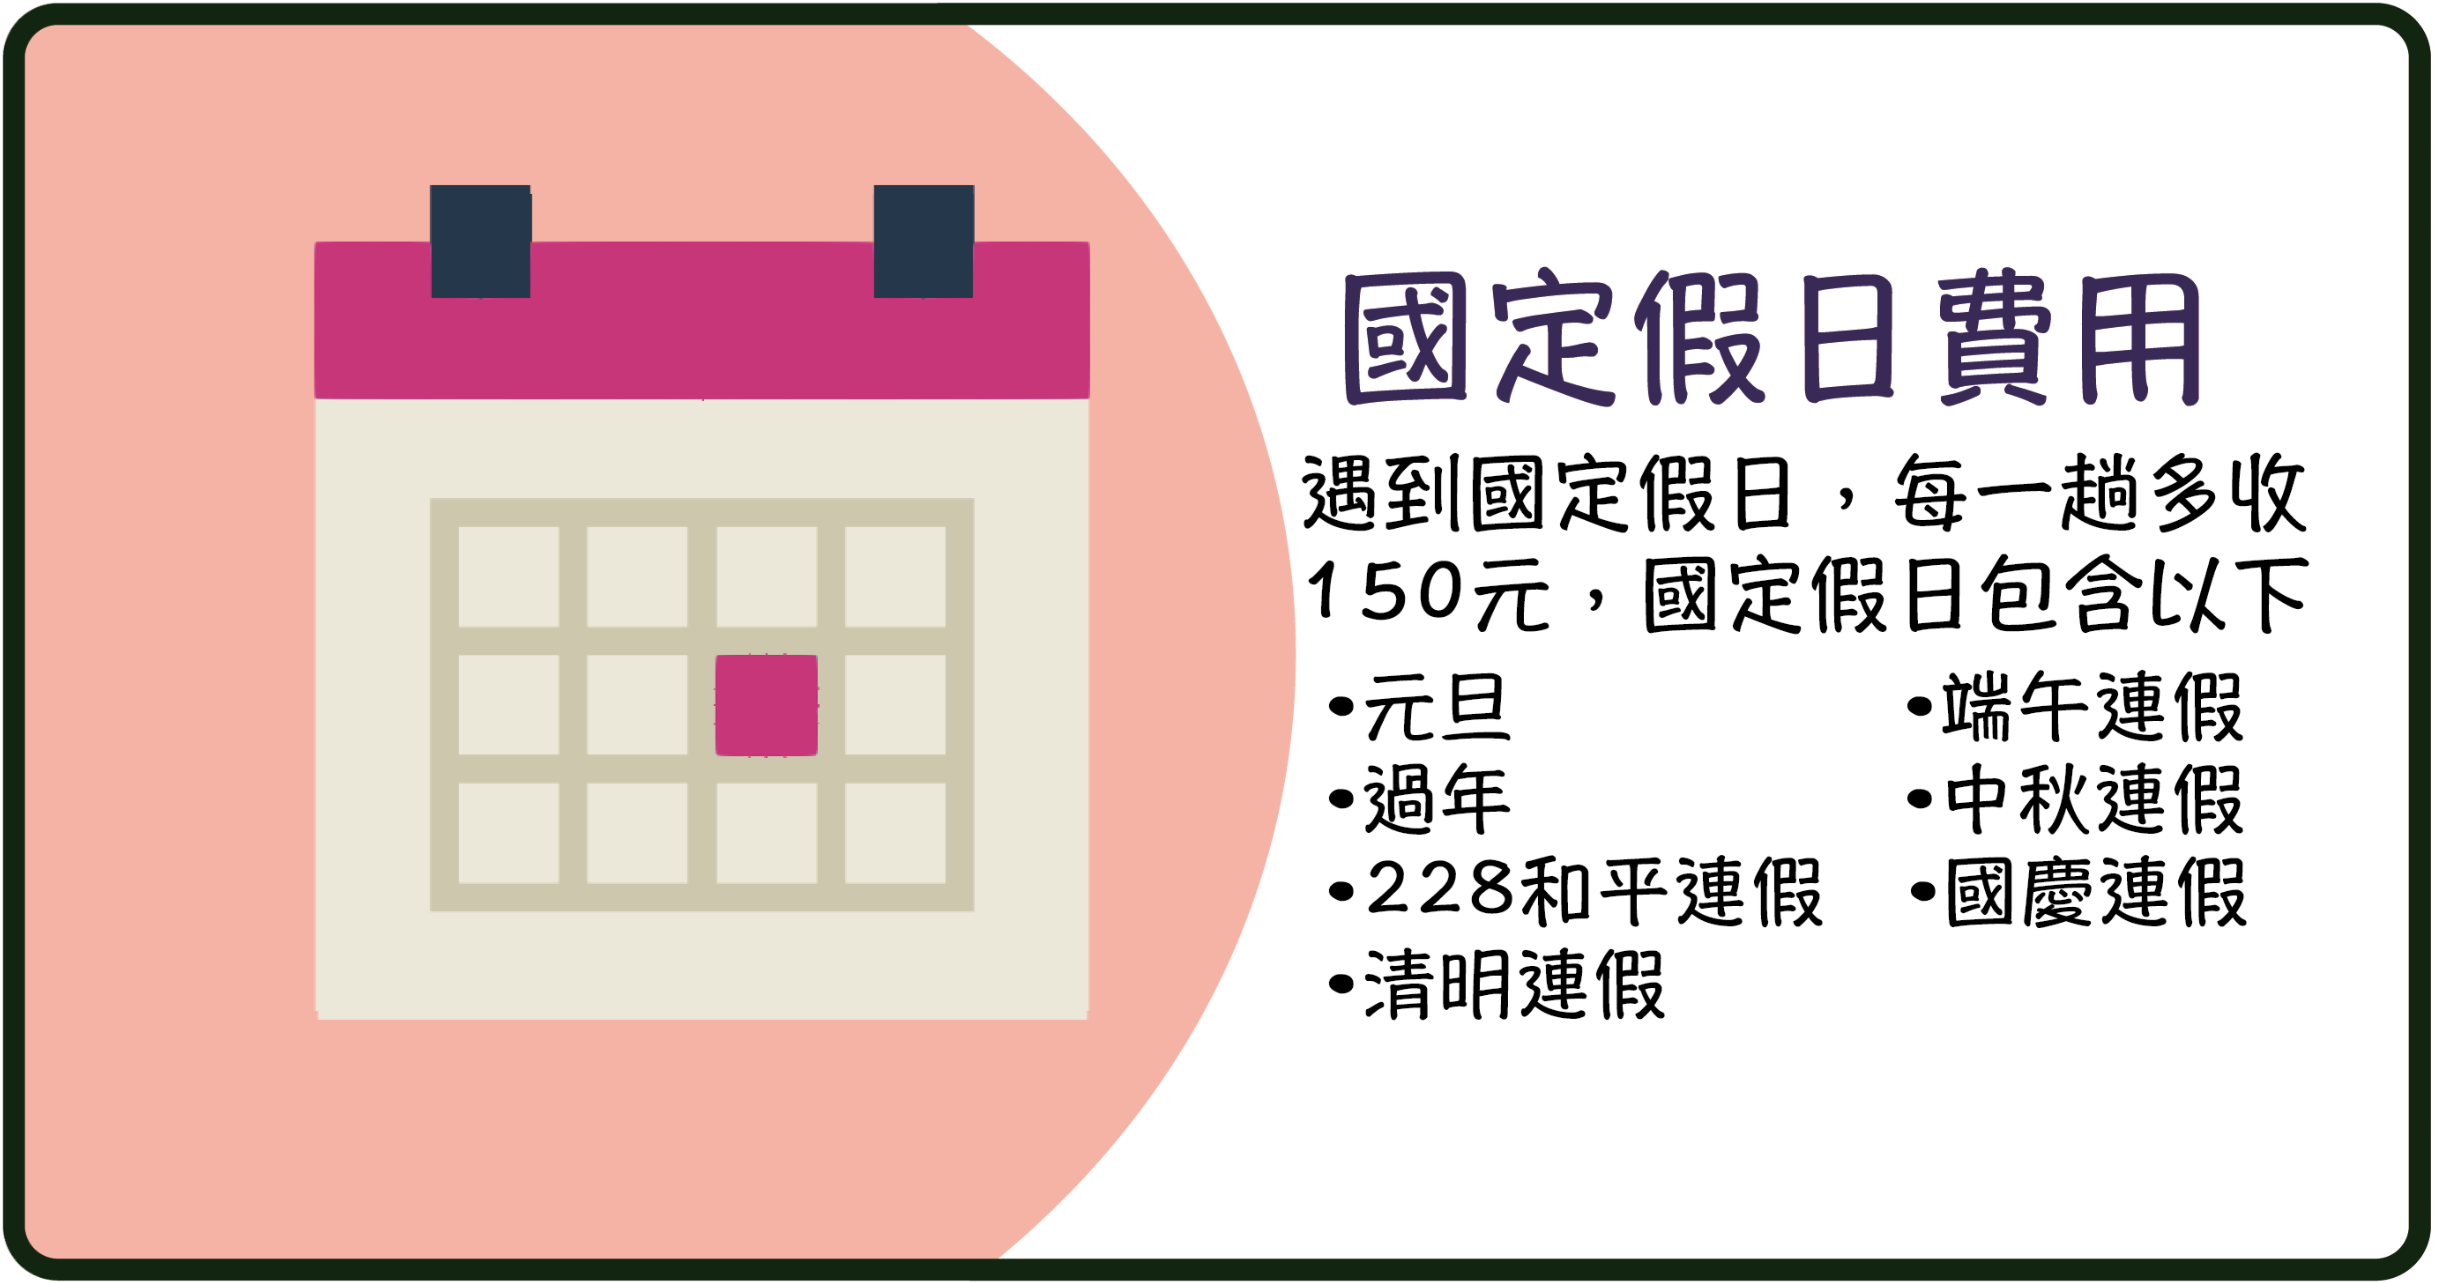 國定假日費用
遇到國定假日，每一趟多收
150元，國定假日包含以下
•元旦
•過年
•228和平連假
•清明連假
•端午連假
•中秋連假
•國慶連假